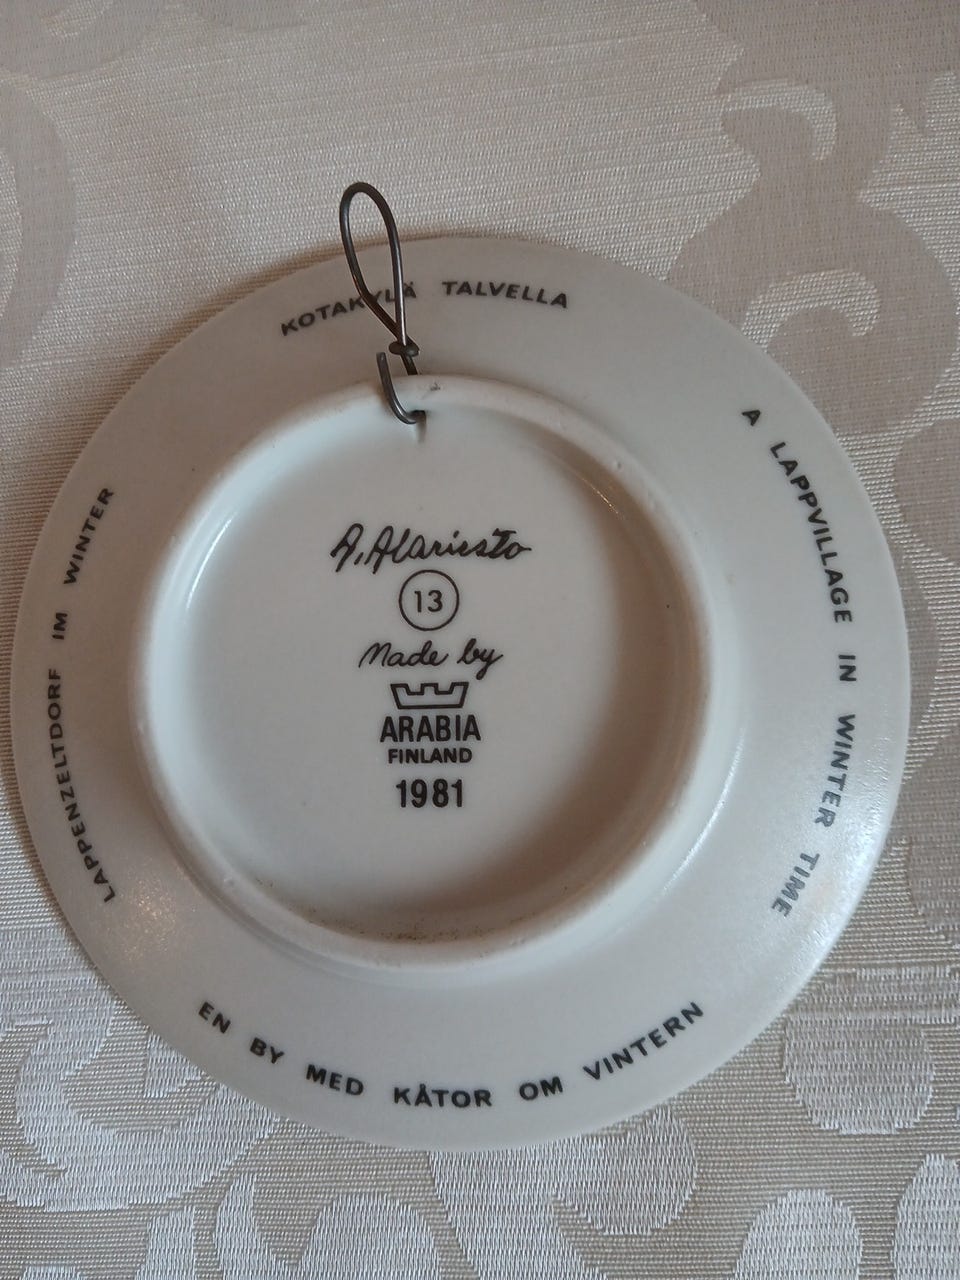 KOTAKYLÄ TALVELLA
A LAPPVILLAGE IN WINTER TIME
EN BY MED KÅTOR OM VINTERN
LAPPENZELTDORF IM WINTER
A. Alariesto
13
Made by
ARABIA
FINLAND
1981